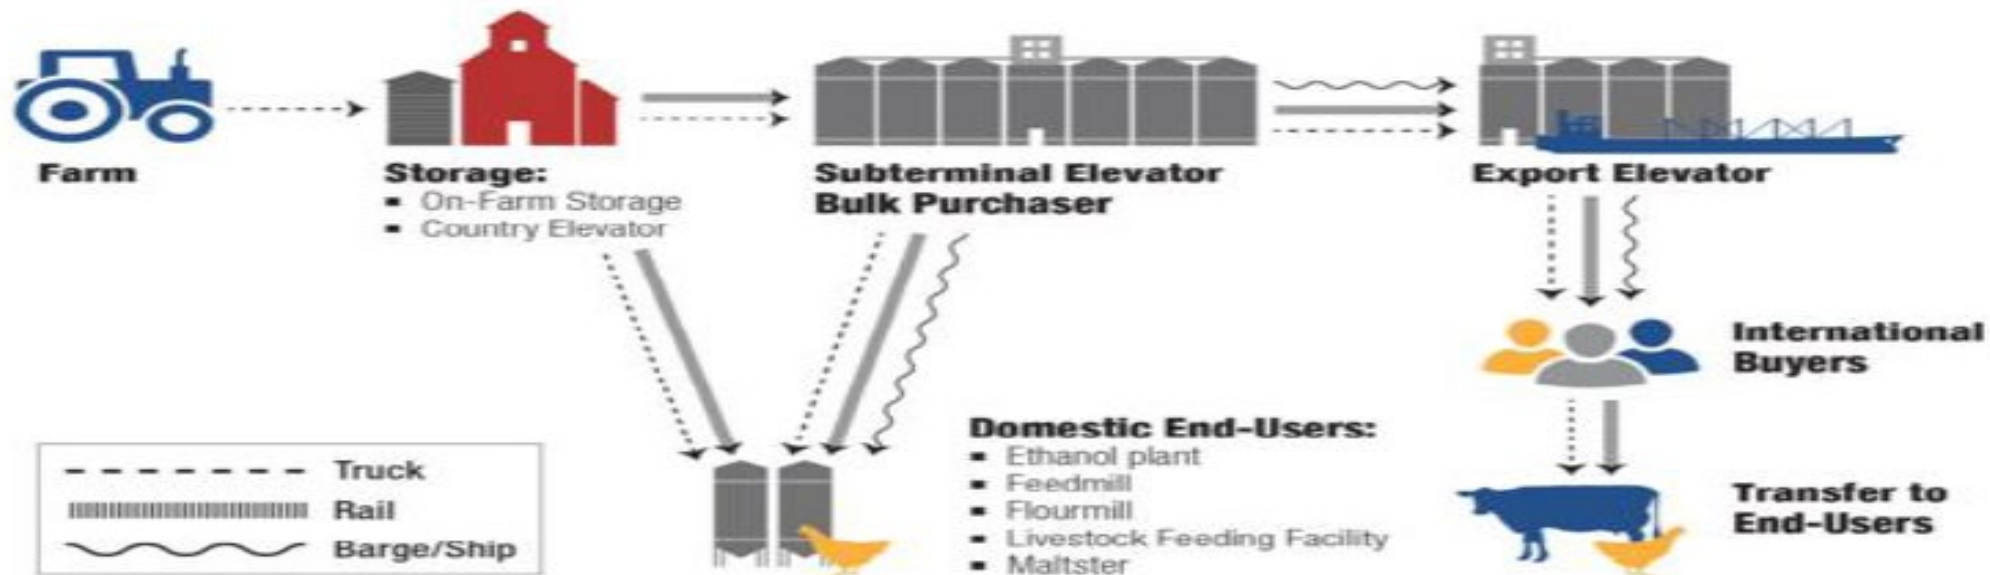 Farm
Storage:
▪ On-Farm Storage
▪ Country Elevator
Subterminal Elevator
Bulk Purchaser
Export Elevator
International
Buyers
Domestic End-Users:
▪ Ethanol plant
▪ Feedmill
▪ Flourmill
▪ Livestock Feeding Facility
▪ Maltster
Transfer to
End-Users
Truck
Rail
Barge/Ship